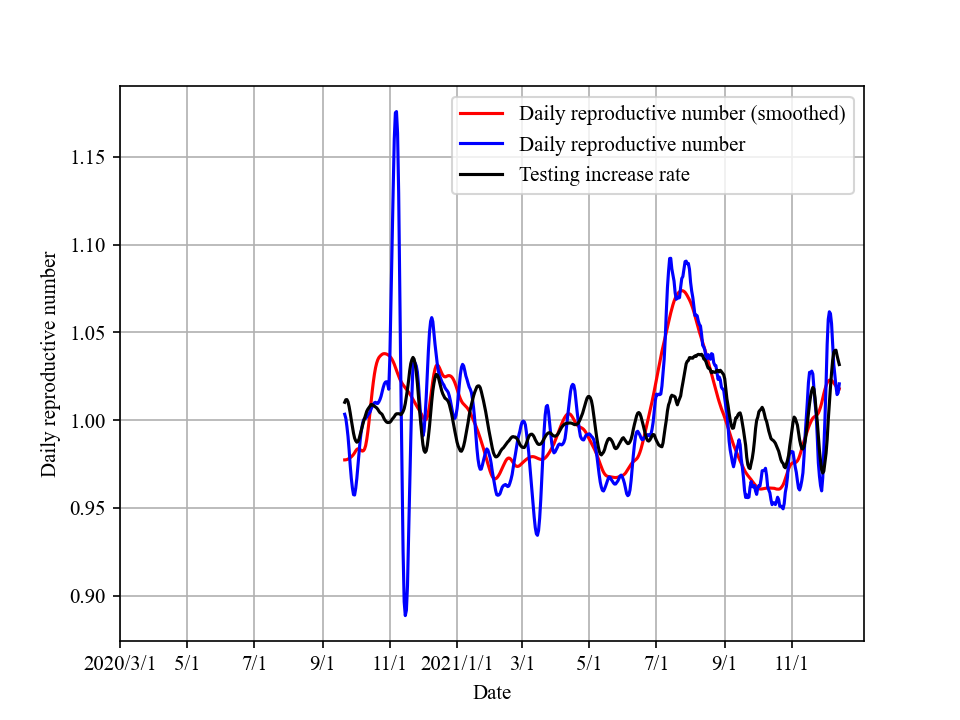 Daily reproductive number (smoothed)
Daily reproductive number
Testing increase rate
Daily reproductive number
1.15
1.10
1.05
1.00
0.95
0.90
2020/3/1 5/1 7/1 9/1 11/1 2021/1/1 3/1 5/1 7/1 9/1 11/1
Date